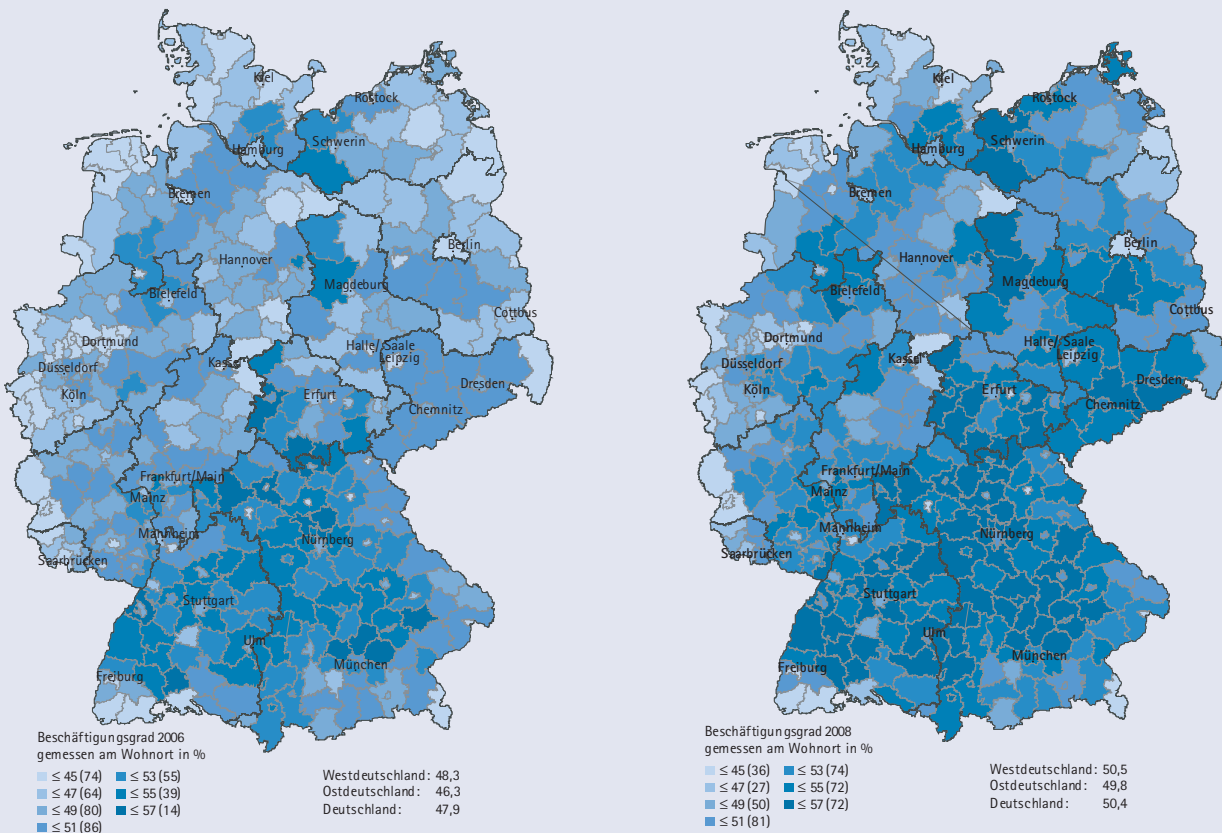 Kiel
Rostock
Hamburg
Schwerin
Bremen
Berlin
Hannover
Magdeburg
Bielefeld
Cottbus
Dortmund
Halle/Saale
Leipzig
Kassel
Düsseldorf
Dresden
Köln
Erfurt
Chemnitz
Frankfurt/Main
Mainz
Mannheim
Nürnberg
Saarbrücken
Stuttgart
Ulm
München
Freiburg
Beschäftigungsgrad 2006
gemessen am Wohnort in %
≤ 45 (74) ≤ 53 (55)
≤ 47 (64) ≤ 55 (39)
≤ 49 (80) ≤ 57 (14)
≤ 51 (86)
Westdeutschland: 48,3
Ostdeutschland: 46,3
Deutschland: 47,9
Kiel
Rostock
Hamburg
Schwerin
Bremen
Berlin
Hannover
Magdeburg
Bielefeld
Cottbus
Dortmund
Halle/Saale
Leipzig
Kassel
Düsseldorf
Dresden
Köln
Erfurt
Chemnitz
Frankfurt/Main
Mainz
Mannheim
Nürnberg
Saarbrücken
Stuttgart
Ulm
München
Freiburg
Beschäftigungsgrad 2008
gemessen am Wohnort in %
≤ 45 (36) ≤ 53 (74)
≤ 47 (27) ≤ 55 (72)
≤ 49 (50) ≤ 57 (72)
≤ 51 (81)
Westdeutschland: 50,5
Ostdeutschland: 49,8
Deutschland: 50,4